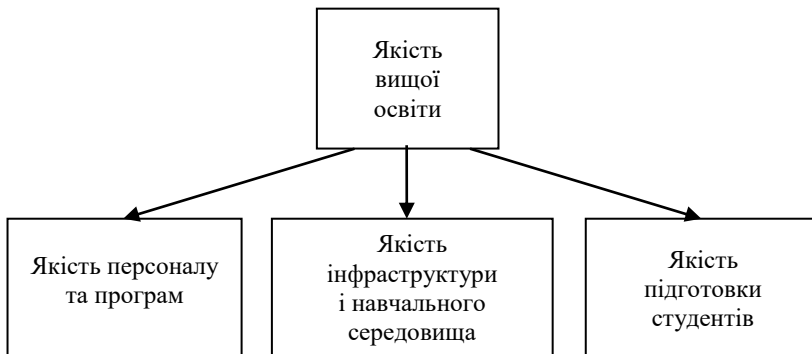 Якість
вищої
освіти
Якість персоналу
та програм
Якість
інфраструктури
і навчального
середовища
Якість
підготовки
студентів